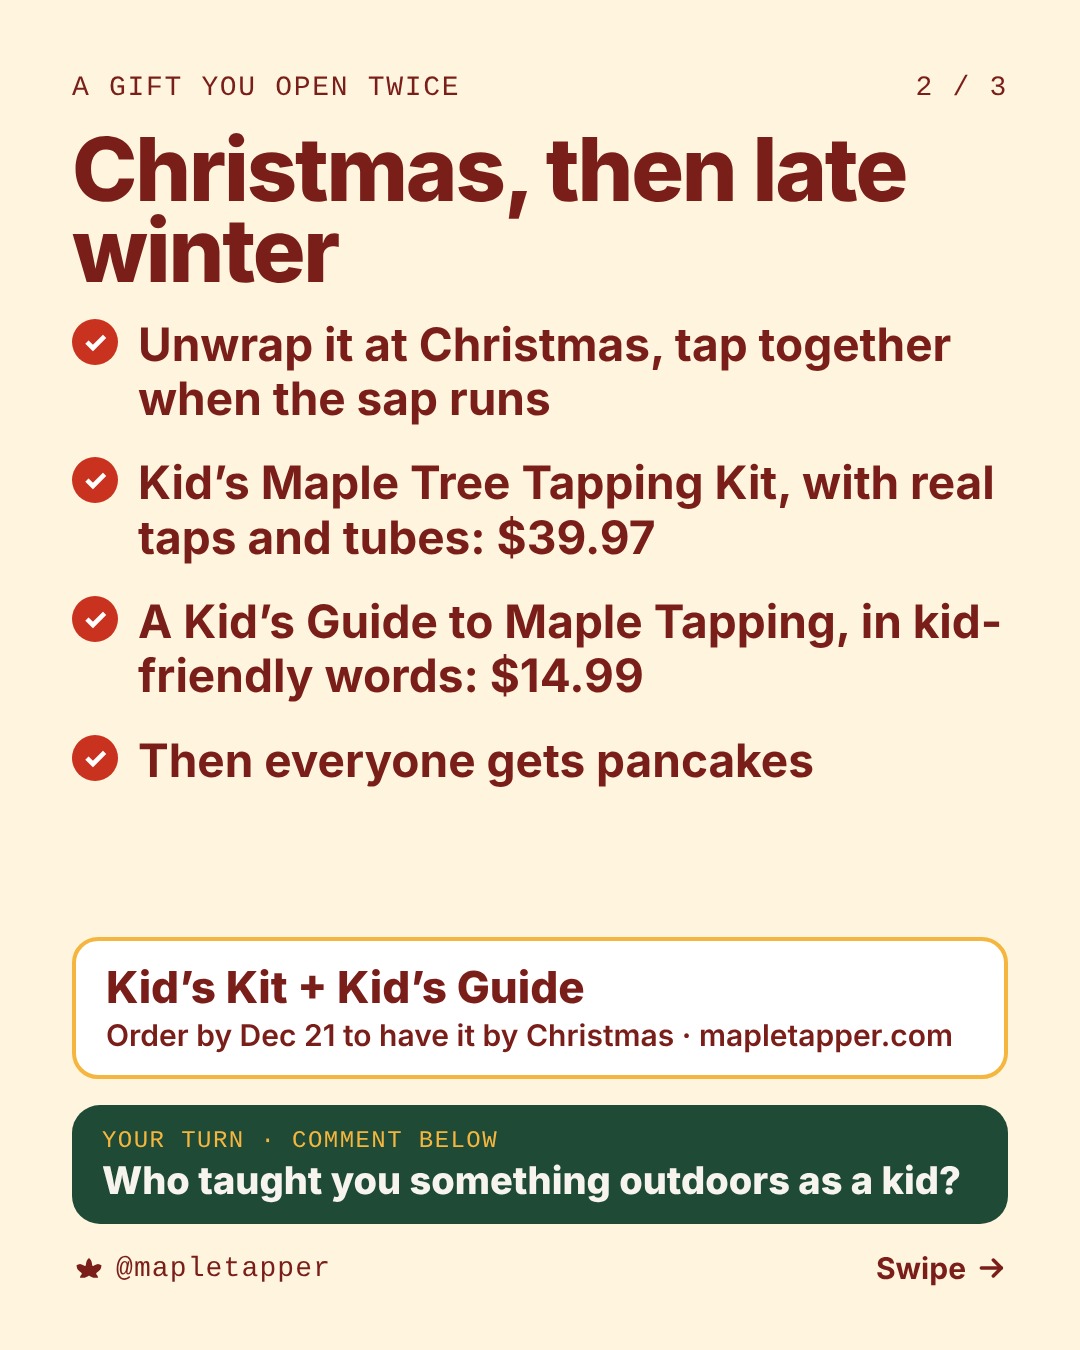 A GIFT YOU OPEN TWICE
2 / 3
Christmas, then late
winter
Unwrap it at Christmas, tap together
when the sap runs
Kid’s Maple Tree Tapping Kit, with real
taps and tubes: $39.97
A Kid’s Guide to Maple Tapping, in kid-
friendly words: $14.99
Then everyone gets pancakes
Kid’s Kit + Kid’s Guide
Order by Dec 21 to have it by Christmas · mapletapper.com
YOUR TURN · COMMENT BELOW
Who taught you something outdoors as a kid?
@mapletapper
Swipe →